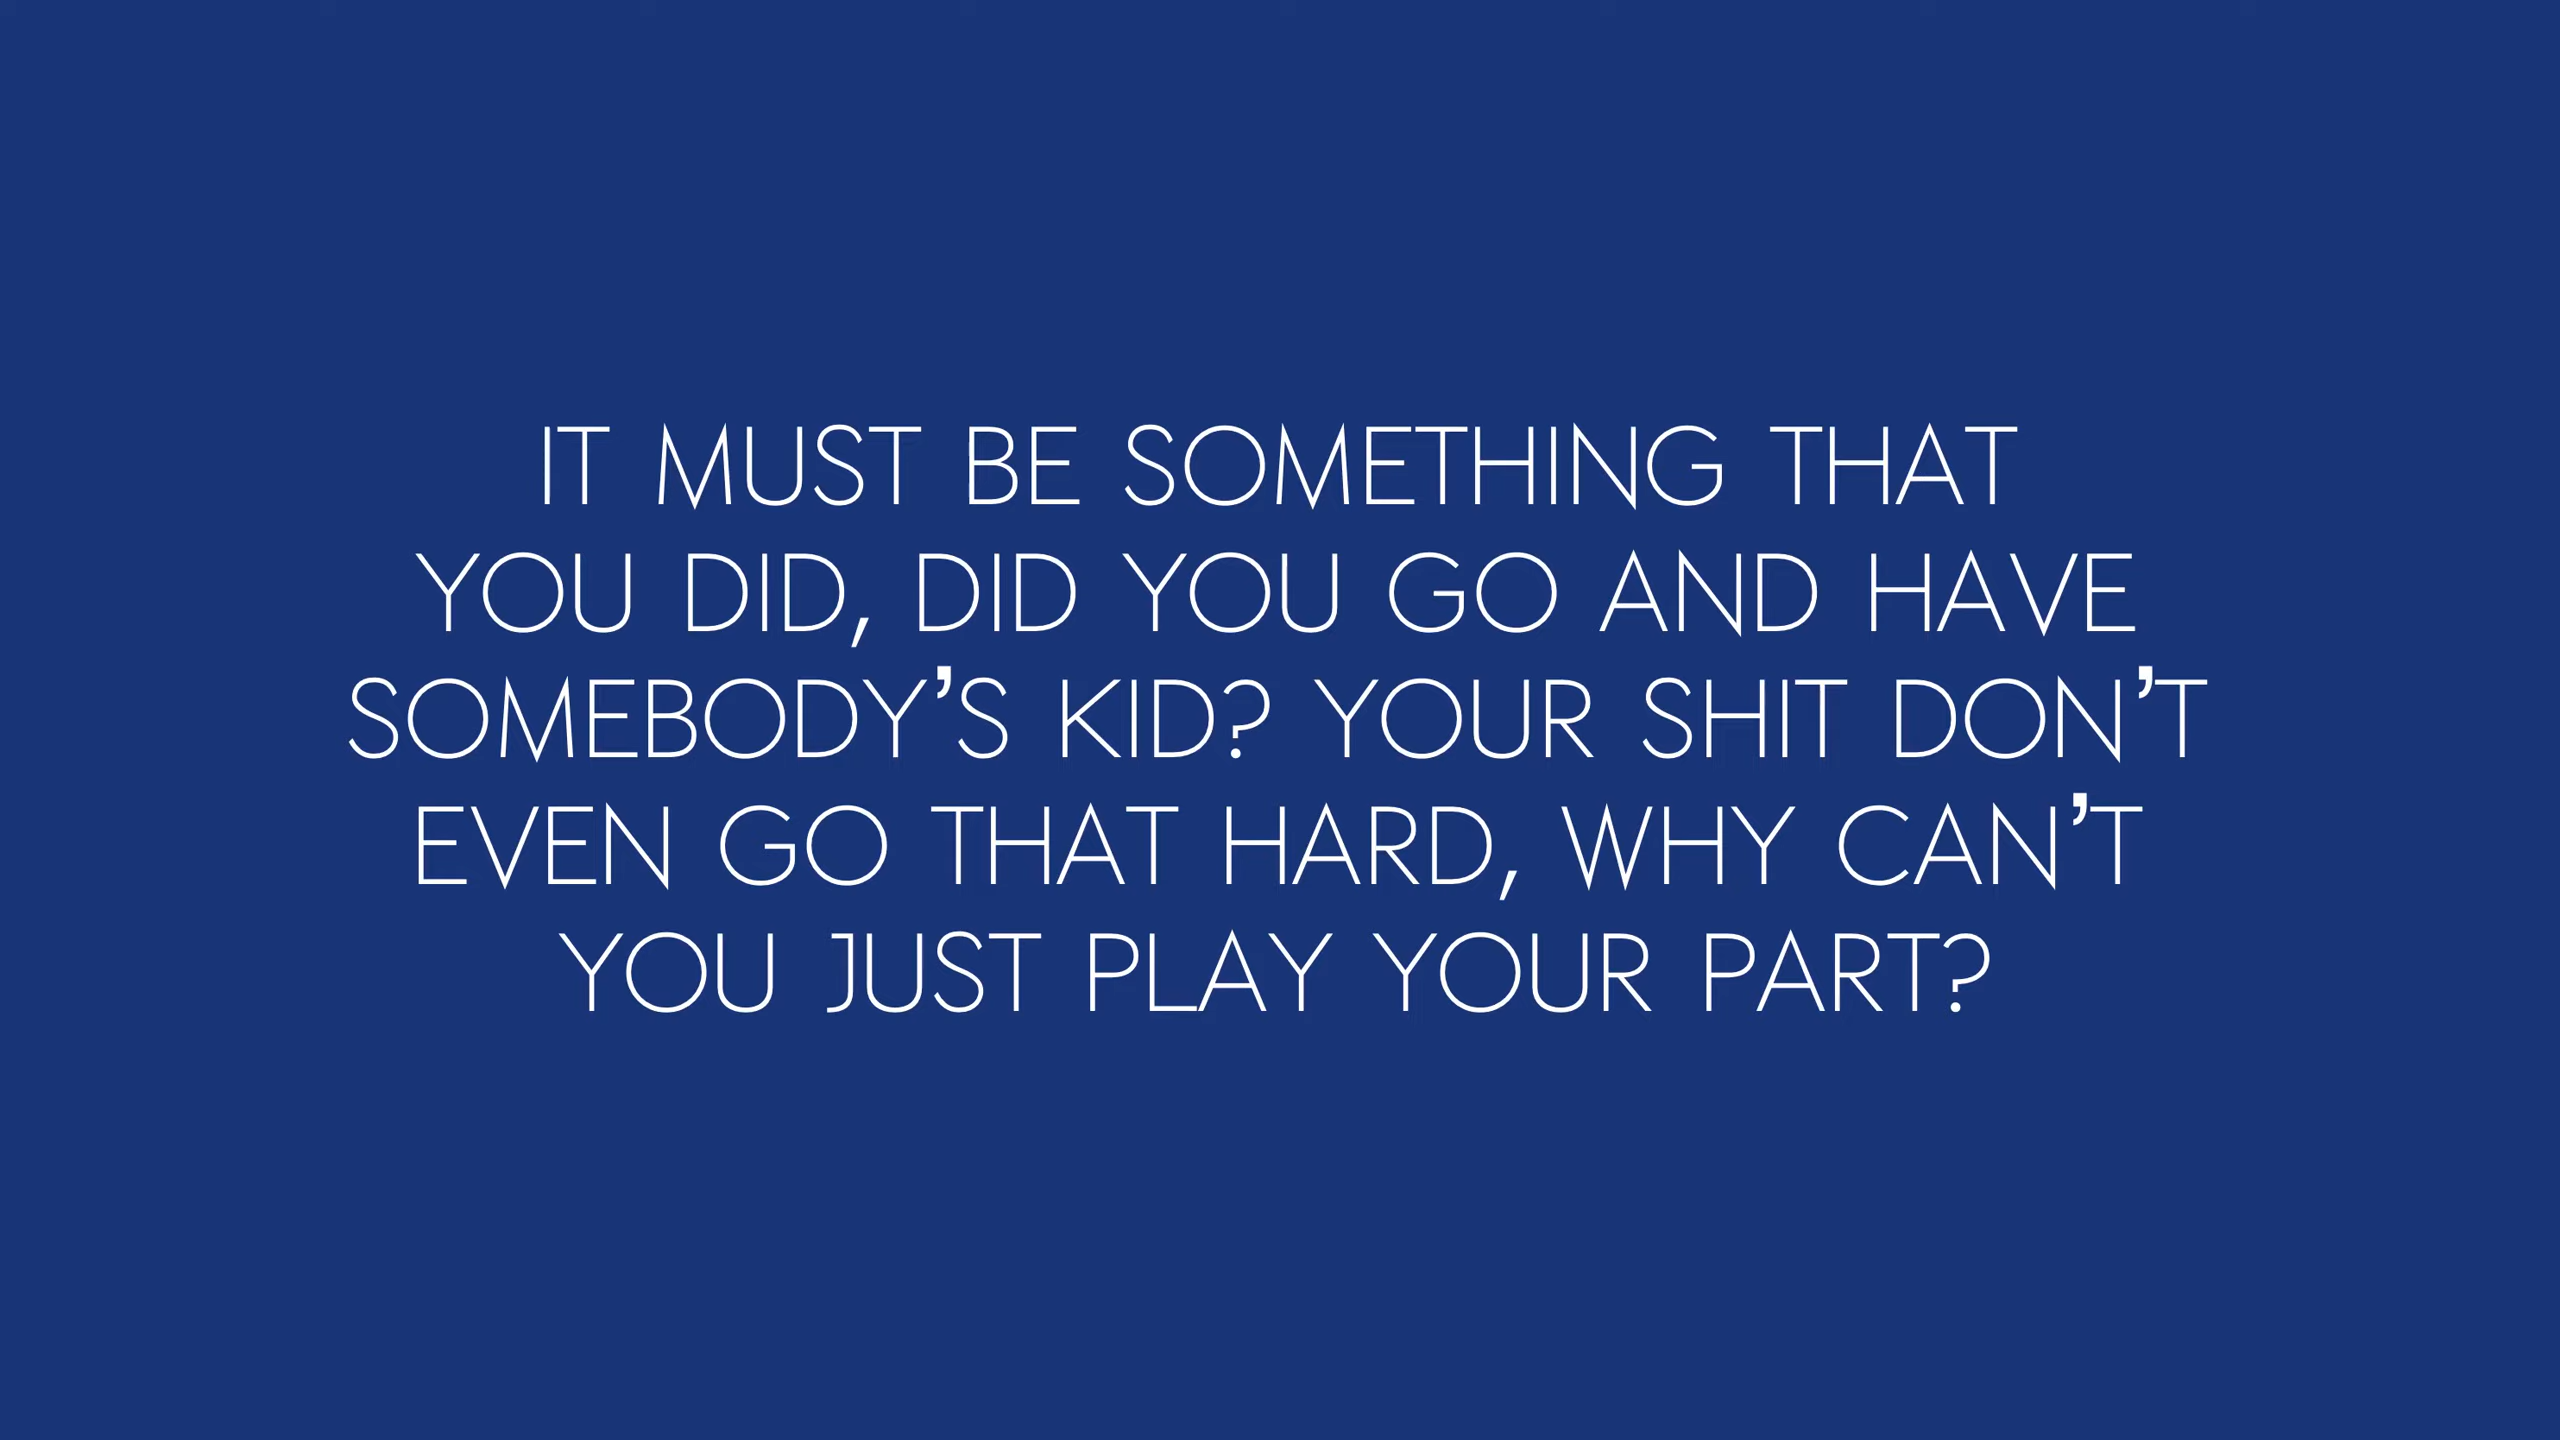 IT MUST BE SOMETHING THAT
YOU DID, DID YOU GO AND HAVE
SOMEBODY’S KID? YOUR SHIT DON’T
EVEN GO THAT HARD, WHY CAN’T
YOU JUST PLAY YOUR PART?